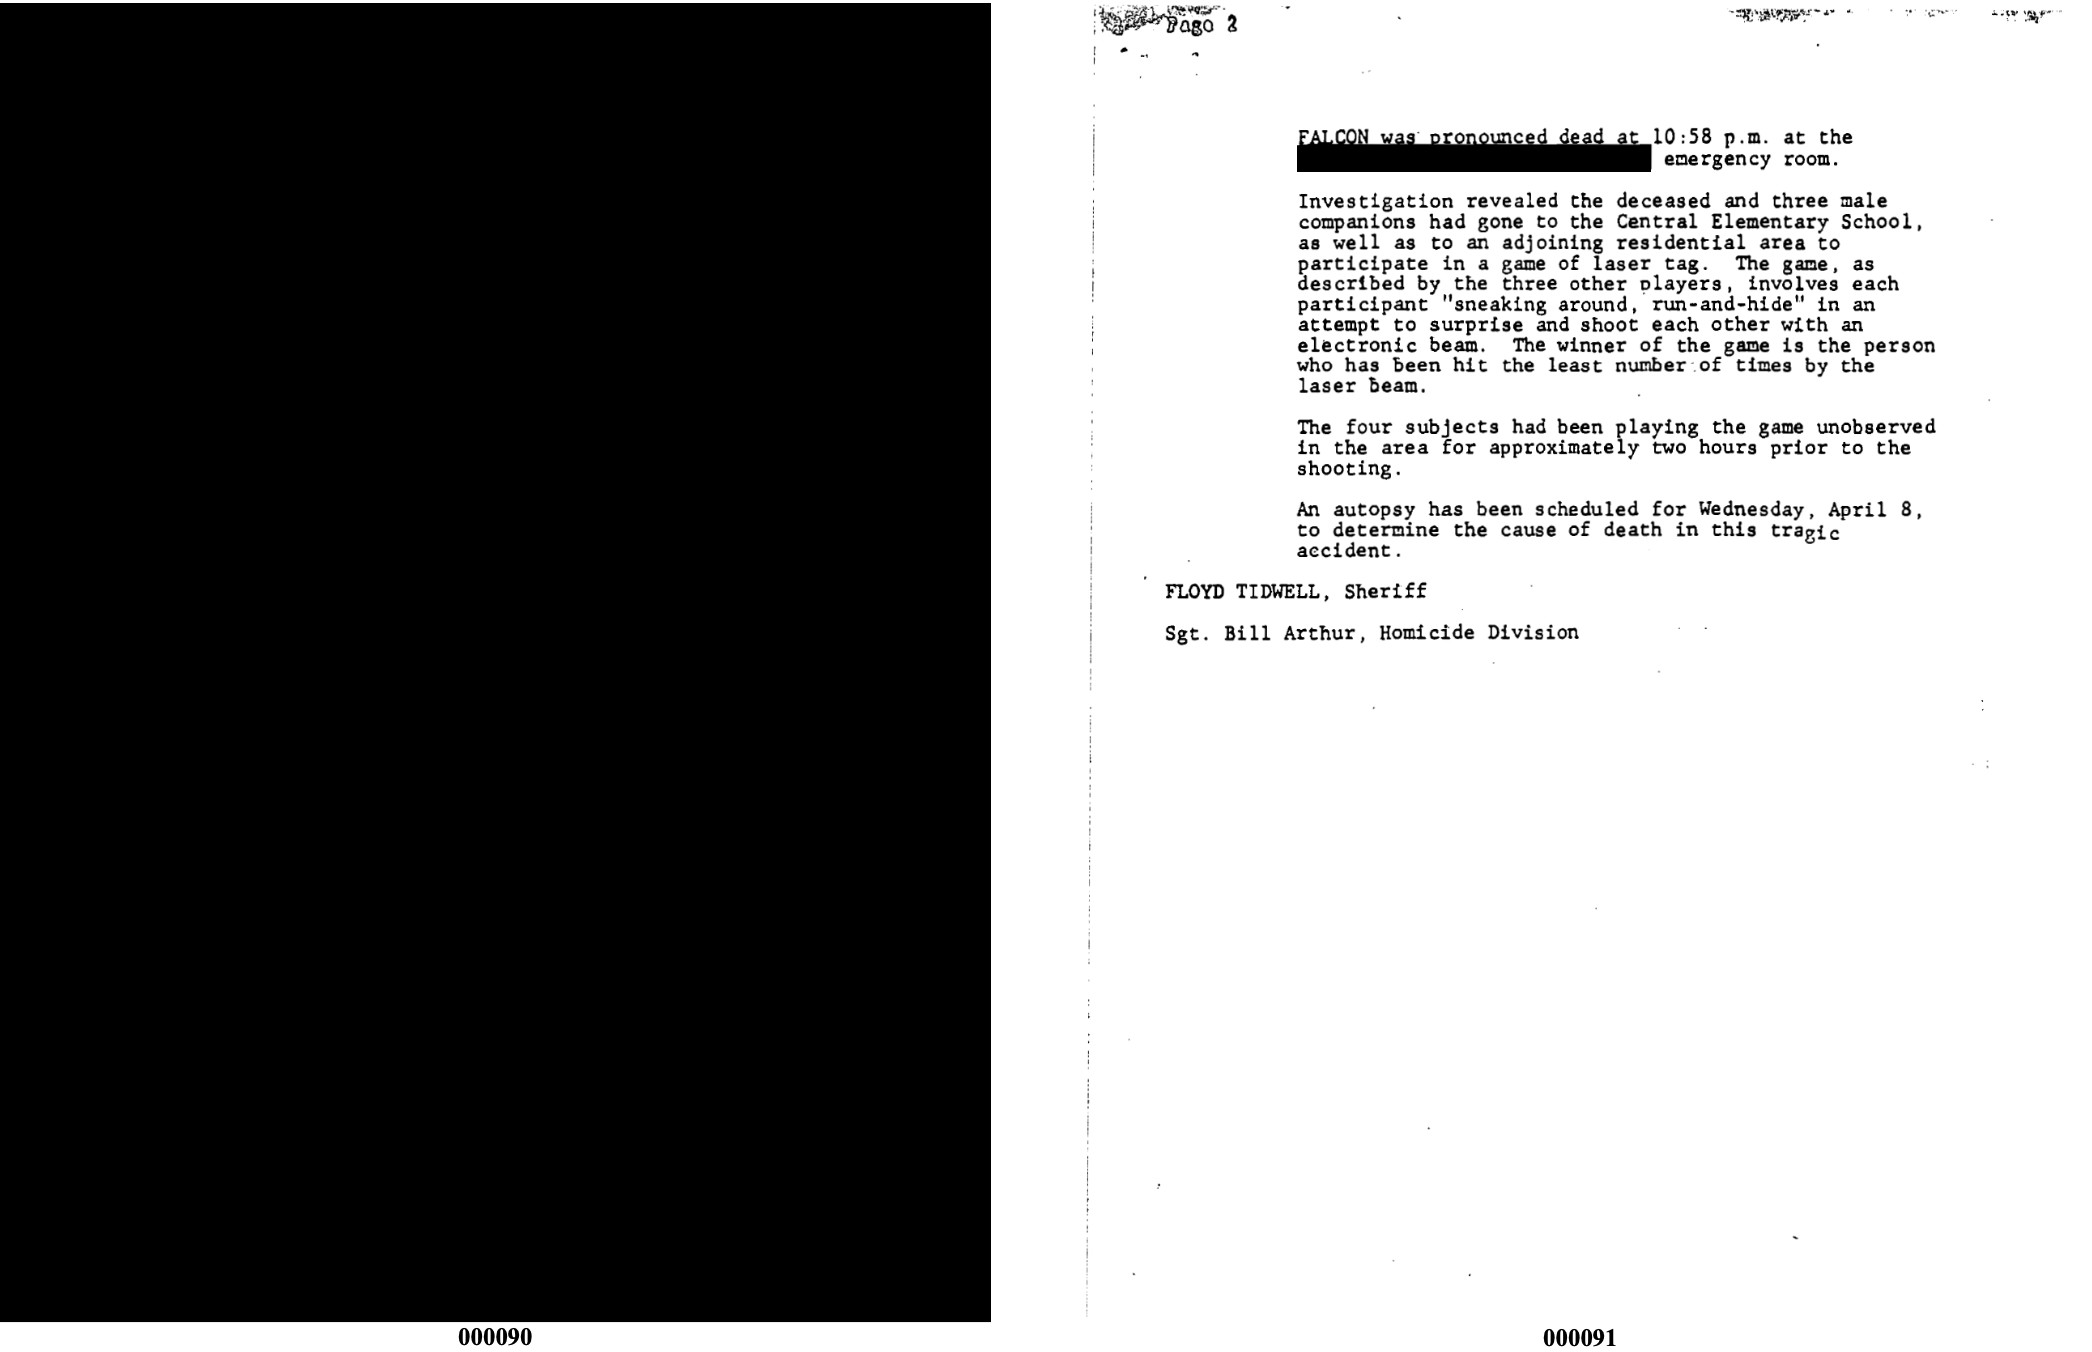 Page 2
FALCON was pronounced dead at 10:58 p.m. at the
emergency room.
Investigation revealed the deceased and three male
companions had gone to the Central Elementary School,
as well as to an adjoining residential area to
participate in a game of laser tag. The game, as
described by the three other players, involves each
participant "sneaking around, run-and-hide" in an
attempt to surprise and shoot each other with an
electronic beam. The winner of the game is the person
who has been hit the least number of times by the
laser beam.
The four subjects had been playing the game unobserved
in the area for approximately two hours prior to the
shooting.
An autopsy has been scheduled for Wednesday, April 8,
to determine the cause of death in this tragic
accident.
FLOYD TIDWELL, Sheriff
Sgt. Bill Arthur, Homicide Division
000090
000091